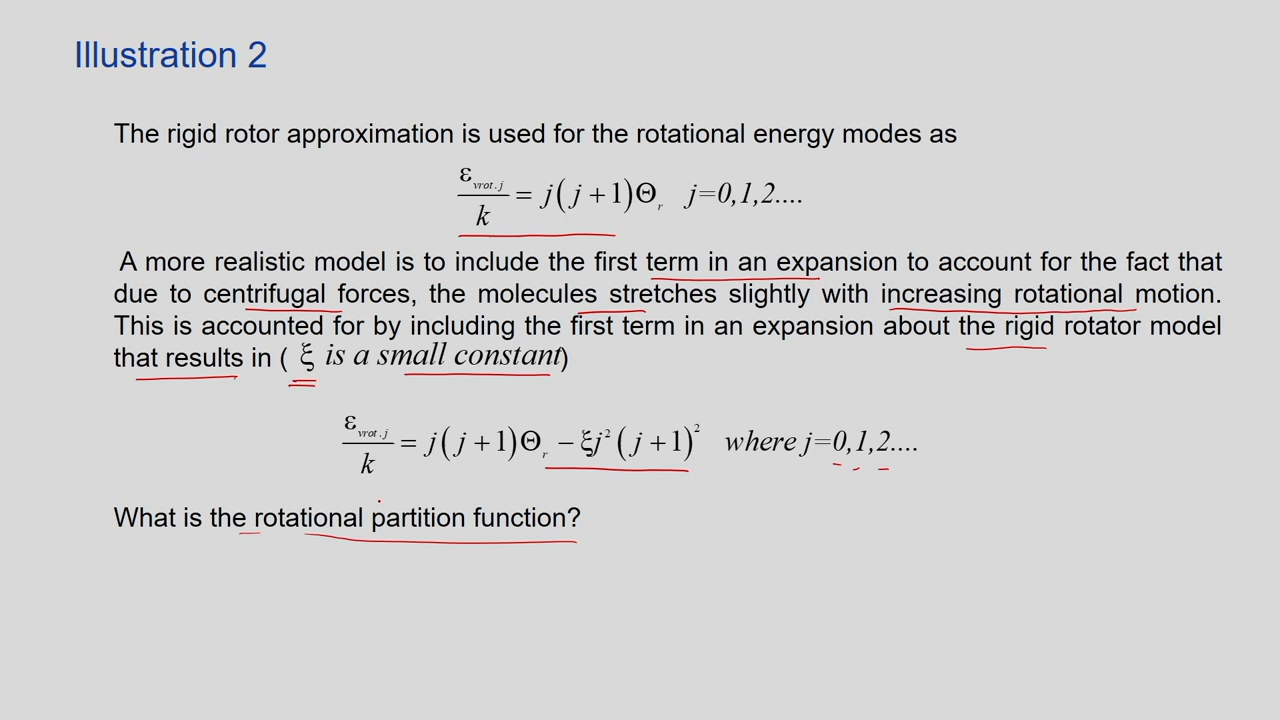 Illustration 2
The rigid rotor approximation is used for the rotational energy modes as
ε_{vrot.j}/k = j(j+1)Θ_r   j=0,1,2....
A more realistic model is to include the first term in an expansion to account for the fact that
due to centrifugal forces, the molecules stretches slightly with increasing rotational motion.
This is accounted for by including the first term in an expansion about the rigid rotator model
that results in ( ξ is a small constant)
ε_{vrot.j}/k = j(j+1)Θ_r − ξj²(j+1)²   where j=0,1,2....
What is the rotational partition function?